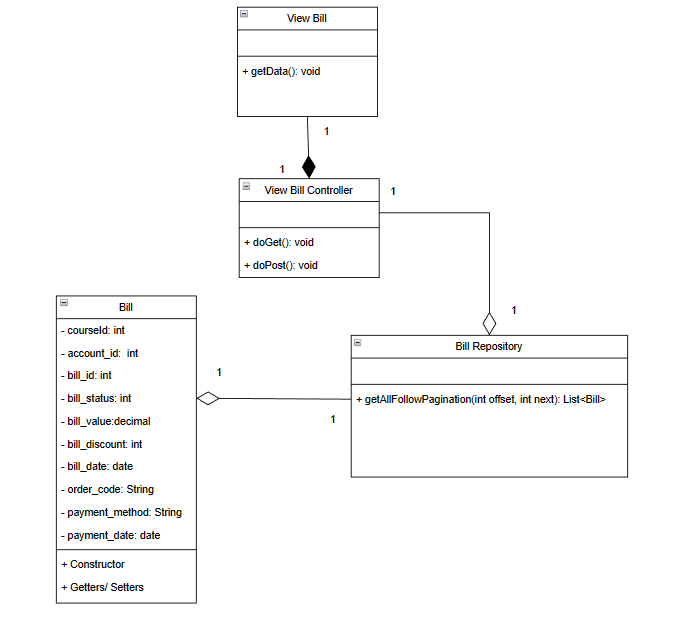 View Bill
+ getData(): void
1
1
View Bill Controller
1
+ doGet(): void
+ doPost(): void
1
Bill
- courseId: int
- account_id:  int
- bill_id: int
- bill_status: int
- bill_value:decimal
- bill_discount: int
- bill_date: date
- order_code: String
- payment_method: String
- payment_date: date
+ Constructor
+ Getters/ Setters
1
1
Bill Repository
+ getAllFollowPagination(int offset, int next): List<Bill>